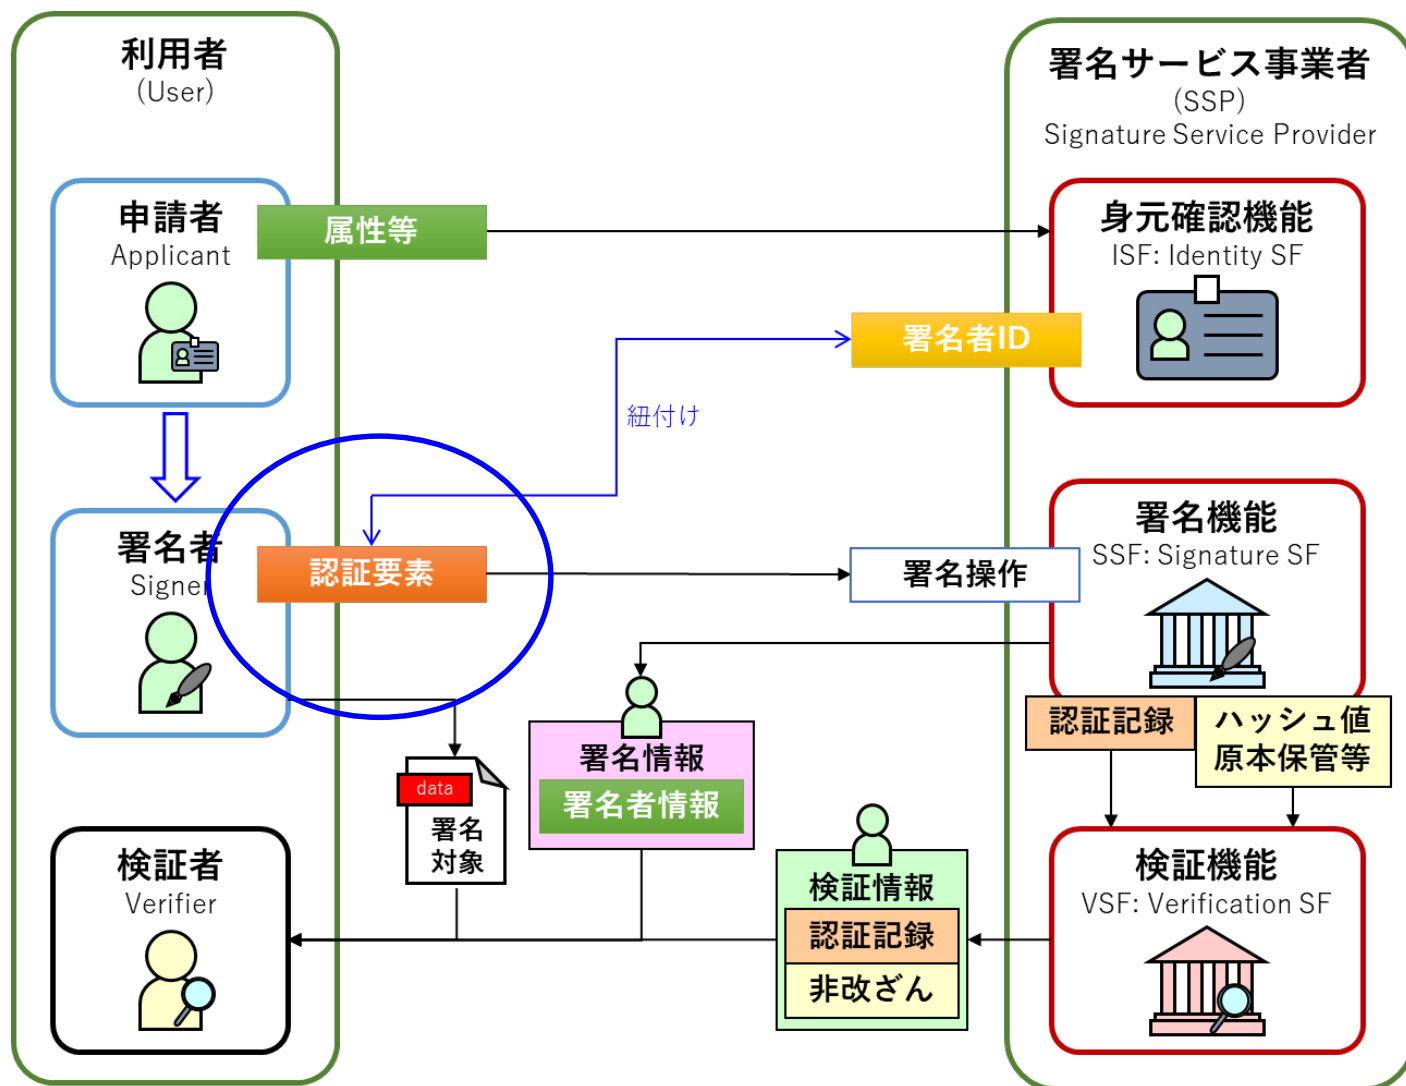 利用者
(User)
申請者
Applicant
属性等
署名者
Signer
認証要素
紐付け
data
署名
対象
検証者
Verifier
署名サービス事業者
(SSP)
Signature Service Provider
身元確認機能
ISF: Identity SF
署名者ID
署名機能
SSF: Signature SF
署名操作
認証記録
ハッシュ値
原本保管等
署名情報
署名者情報
検証情報
認証記録
非改ざん
検証機能
VSF: Verification SF